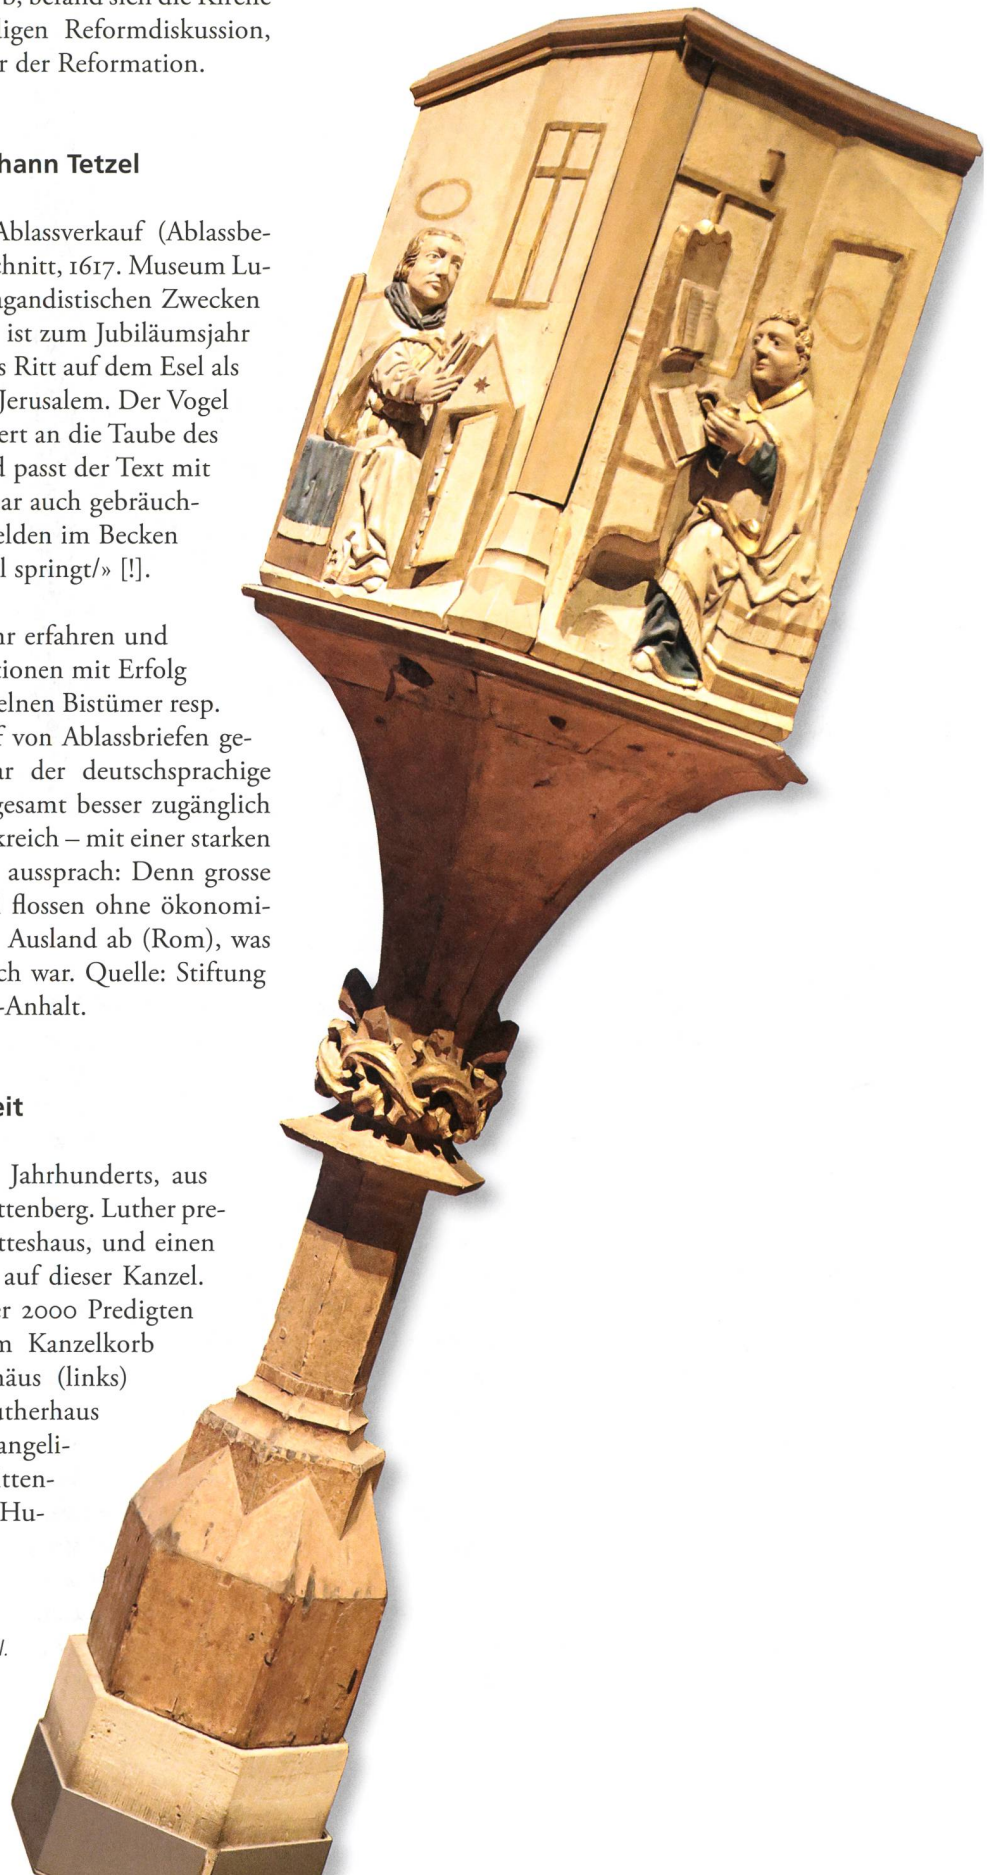 befand sich die Kirche
ligen Reformdiskussion,
r der Reformation.
hann Tetzel
Ablassverkauf (Ablassbe-
chnitt, 1617. Museum Lu-
agandistischen Zwecken
ist zum Jubiläumsjahr
s Ritt auf dem Esel als
Jerusalem. Der Vogel
ert an die Taube des
d passt der Text mit
ar auch gebräuch-
elden im Becken
l springt/» [!].
hr erfahren und
tionen mit Erfolg
elnen Bistümer resp.
f von Ablassbriefen ge-
ar der deutschsprachige
gesamt besser zugänglich
kreich – mit einer starken
aussprach: Denn grosse
flossen ohne ökonomi-
Ausland ab (Rom), was
ch war. Quelle: Stiftung
-Anhalt.
eit
Jahrhunderts, aus
ttenberg. Luther pre-
tteshaus, und einen
auf dieser Kanzel.
er 2000 Predigten
m Kanzelkorb
häus (links)
utherhaus
angeli-
itten-
Hu-
l.